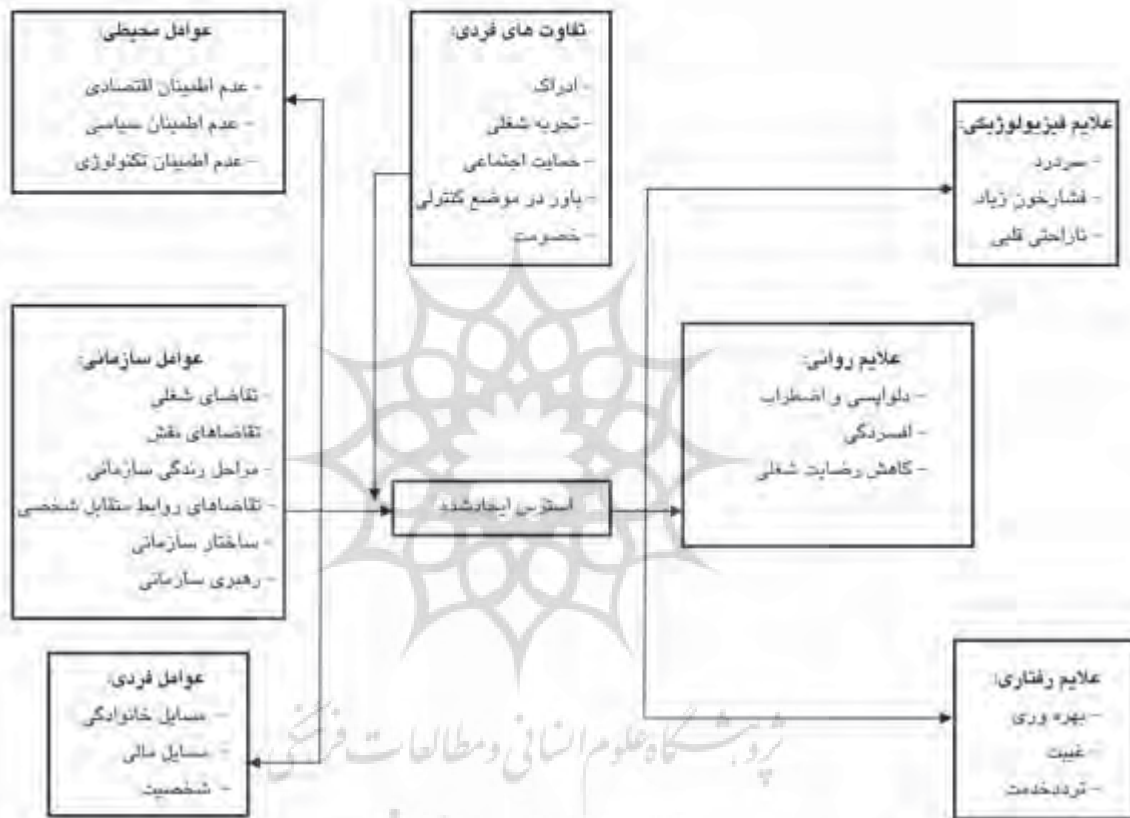 عوامل محیطی:
- عدم اطمینان اقتصادی
- عدم اطمینان سیاسی
- عدم اطمینان تکنولوژی
تفاوت های فردی:
- ادراک
- تجربه شغلی
- حمایت اجتماعی
- باور در موضع کنترلی
- خصومت
علایم فیزیولوژیکی:
- سردرد
- فشارخون زیاد
- ناراحتی قلبی
عوامل سازمانی:
- تقاضای شغلی
- تقاضاهای نقش
- مراحل زندگی سازمانی
- تقاضاهای روابط متقابل شخصی
- ساختار سازمانی
- رهبری سازمانی
استرس ایجادشده
علایم روانی:
- دلواپسی و اضطراب
- افسردگی
- کاهش رضایت شغلی
عوامل فردی:
- مسایل خانوادگی
- مسایل مالی
- شخصیت
علایم رفتاری:
- بهره وری
- غیبت
- ترددخدمت
پژوهشگاه علوم انسانی و مطالعات فرهنگی